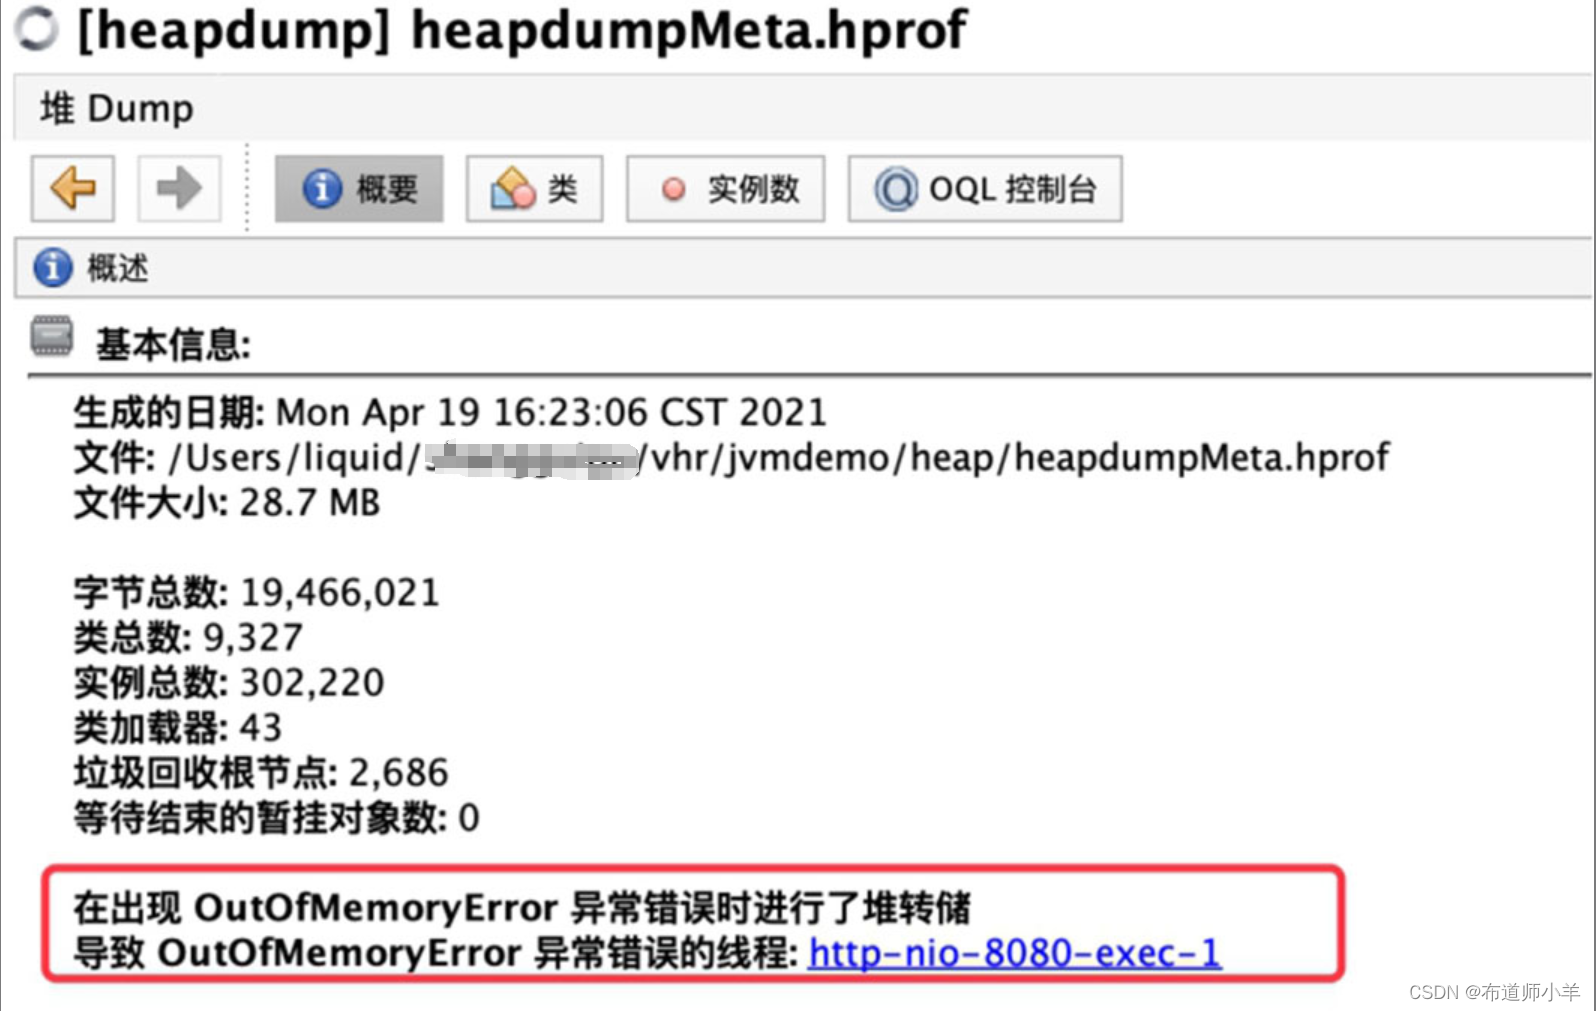 [heapdump] heapdumpMeta.hprof
堆 Dump
概要 类 实例数 OQL 控制台
概述
基本信息:
生成的日期: Mon Apr 19 16:23:06 CST 2021
文件: /Users/liquid/ /vhr/jvmdemo/heap/heapdumpMeta.hprof
文件大小: 28.7 MB
字节总数: 19,466,021
类总数: 9,327
实例总数: 302,220
类加载器: 43
垃圾回收根节点: 2,686
等待结束的暂挂对象数: 0
在出现 OutOfMemoryError 异常错误时进行了堆转储
导致 OutOfMemoryError 异常错误的线程: http-nio-8080-exec-1
CSDN @布道师小羊